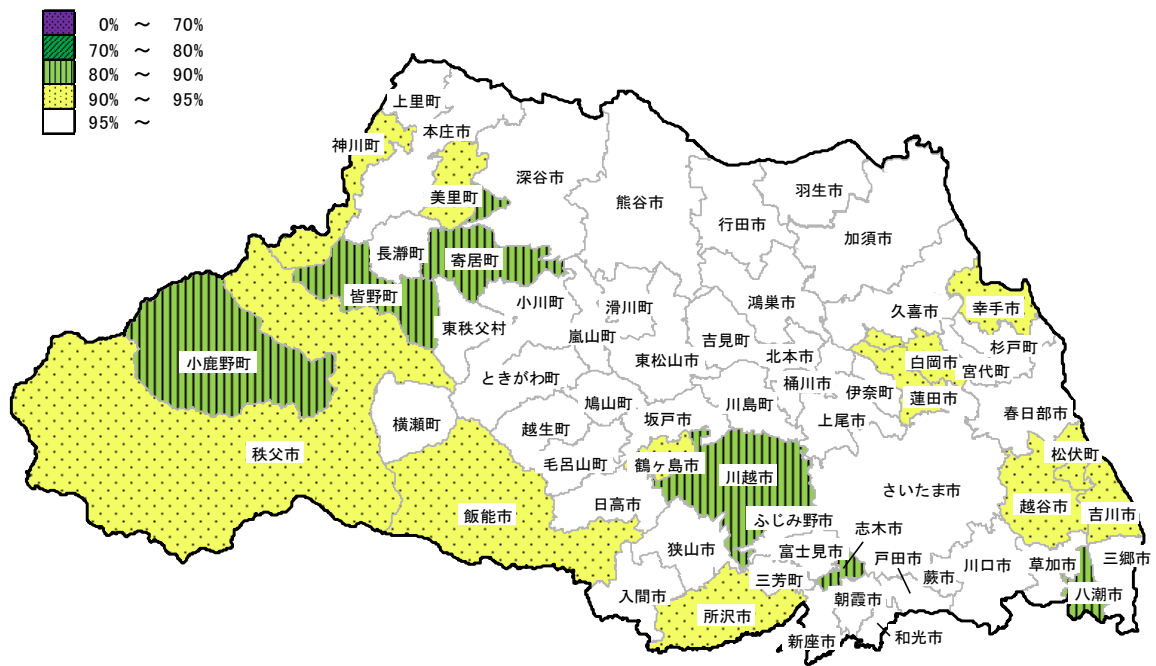 0% ～ 70%
70% ～ 80%
80% ～ 90%
90% ～ 95%
95% ～
上里町
本庄市
神川町
深谷市
美里町
熊谷市
羽生市
行田市
加須市
長瀞町
寄居町
皆野町
小川町
滑川町
鴻巣市
久喜市
幸手市
東秩父村
嵐山町
吉見町
杉戸町
小鹿野町
東松山市
北本市
白岡市
宮代町
ときがわ町
桶川市
伊奈町
蓮田市
鳩山町
川島町
春日部市
横瀬町
越生町
坂戸市
上尾市
秩父市
毛呂山町
鶴ヶ島市
川越市
松伏町
さいたま市
日高市
越谷市
吉川市
飯能市
ふじみ野市
志木市
狭山市
富士見市
戸田市
川口市
草加市
三郷市
三芳町
蕨市
入間市
朝霞市
八潮市
所沢市
新座市
和光市